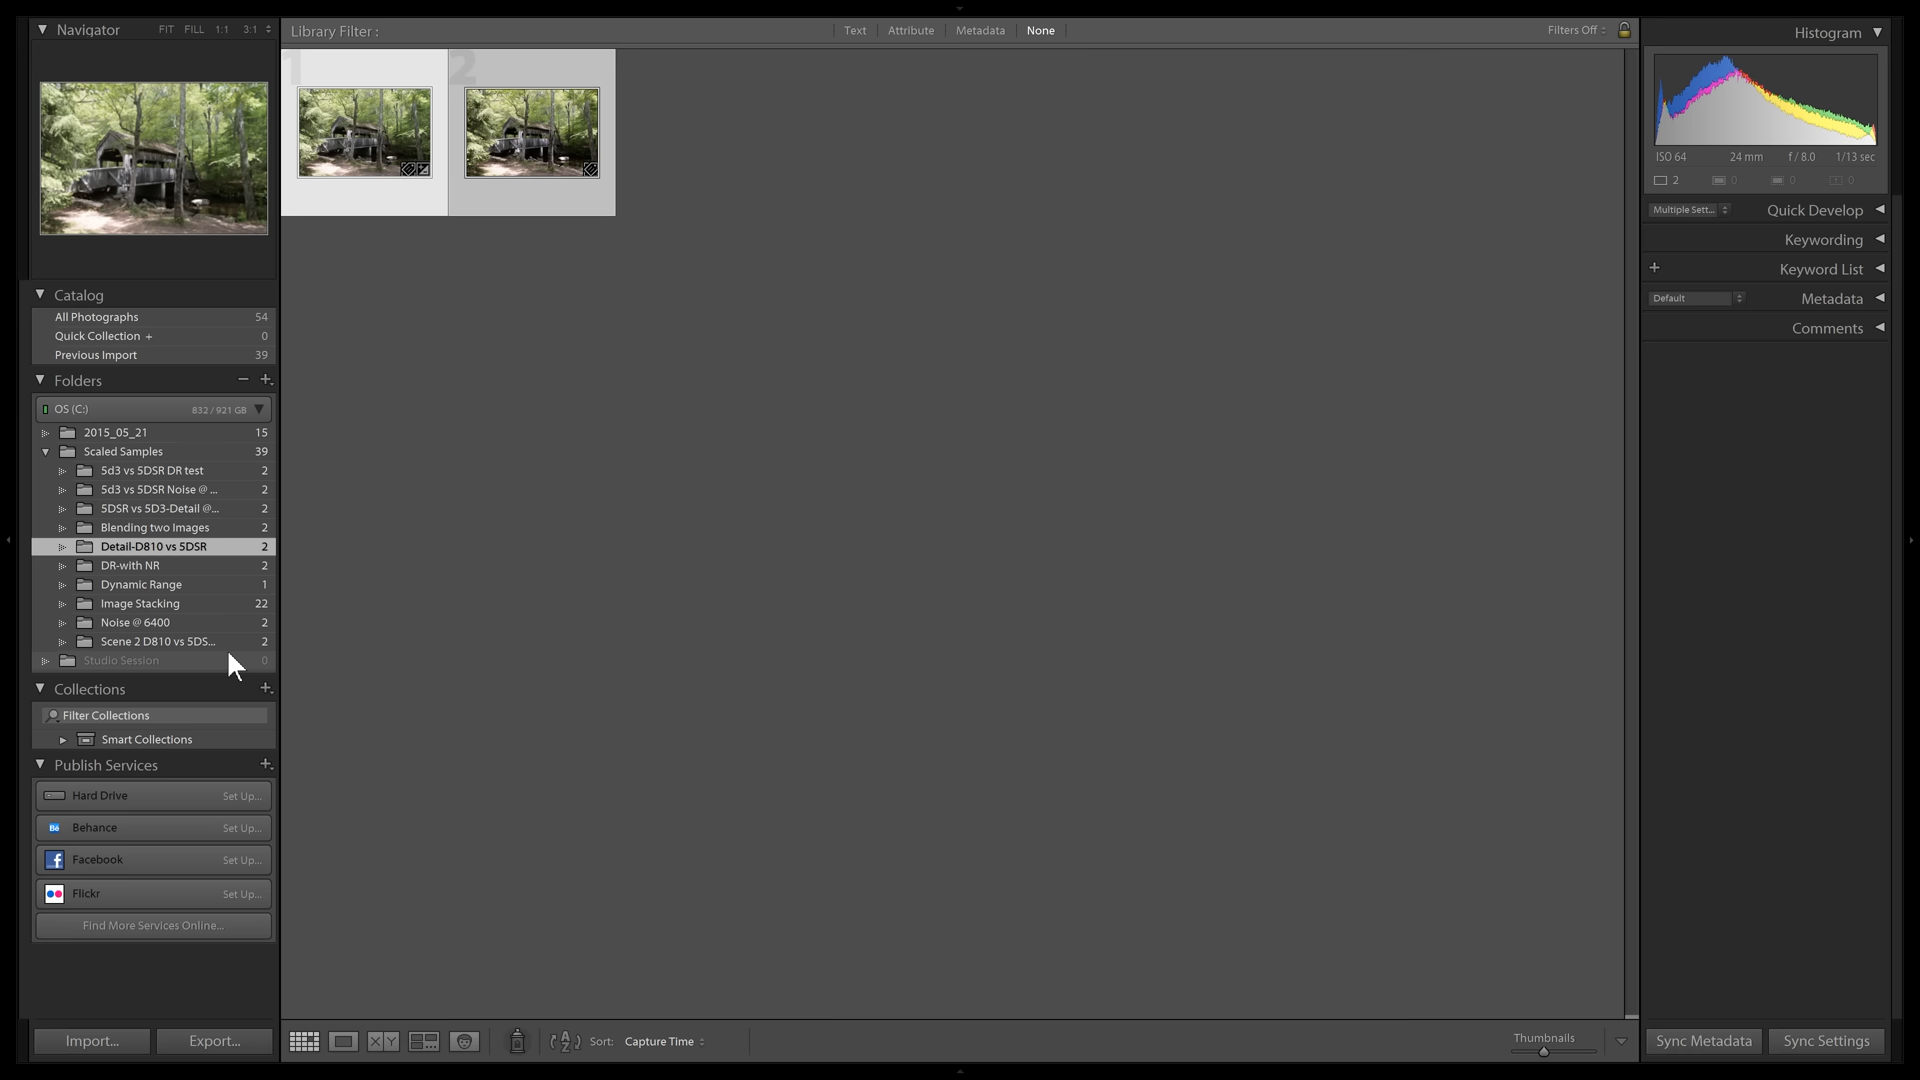 Navigator FIT FILL 1:1 3:1
Library Filter : Text Attribute Metadata None Filters Off
Histogram
1 2
ISO 64 24 mm f / 8.0 1/13 sec
2 0 0 0
Multiple Sett... Quick Develop
Keywording
Keyword List
Default Metadata
Comments
Catalog
All Photographs 54
Quick Collection + 0
Previous Import 39
Folders
OS (C:) 832 / 921 GB
2015_05_21 15
Scaled Samples 39
5d3 vs 5DSR DR test 2
5d3 vs 5DSR Noise @ ... 2
5DSR vs 5D3-Detail @... 2
Blending two Images 2
Detail-D810 vs 5DSR 2
DR-with NR 2
Dynamic Range 1
Image Stacking 22
Noise @ 6400 2
Scene 2 D810 vs 5DS... 2
Studio Session 0
Collections
Filter Collections
Smart Collections
Publish Services
Hard Drive Set Up...
Be Behance Set Up...
f Facebook Set Up...
Flickr Set Up...
Find More Services Online...
Import... Export...
X Y A Z Sort: Capture Time
Thumbnails
Sync Metadata Sync Settings